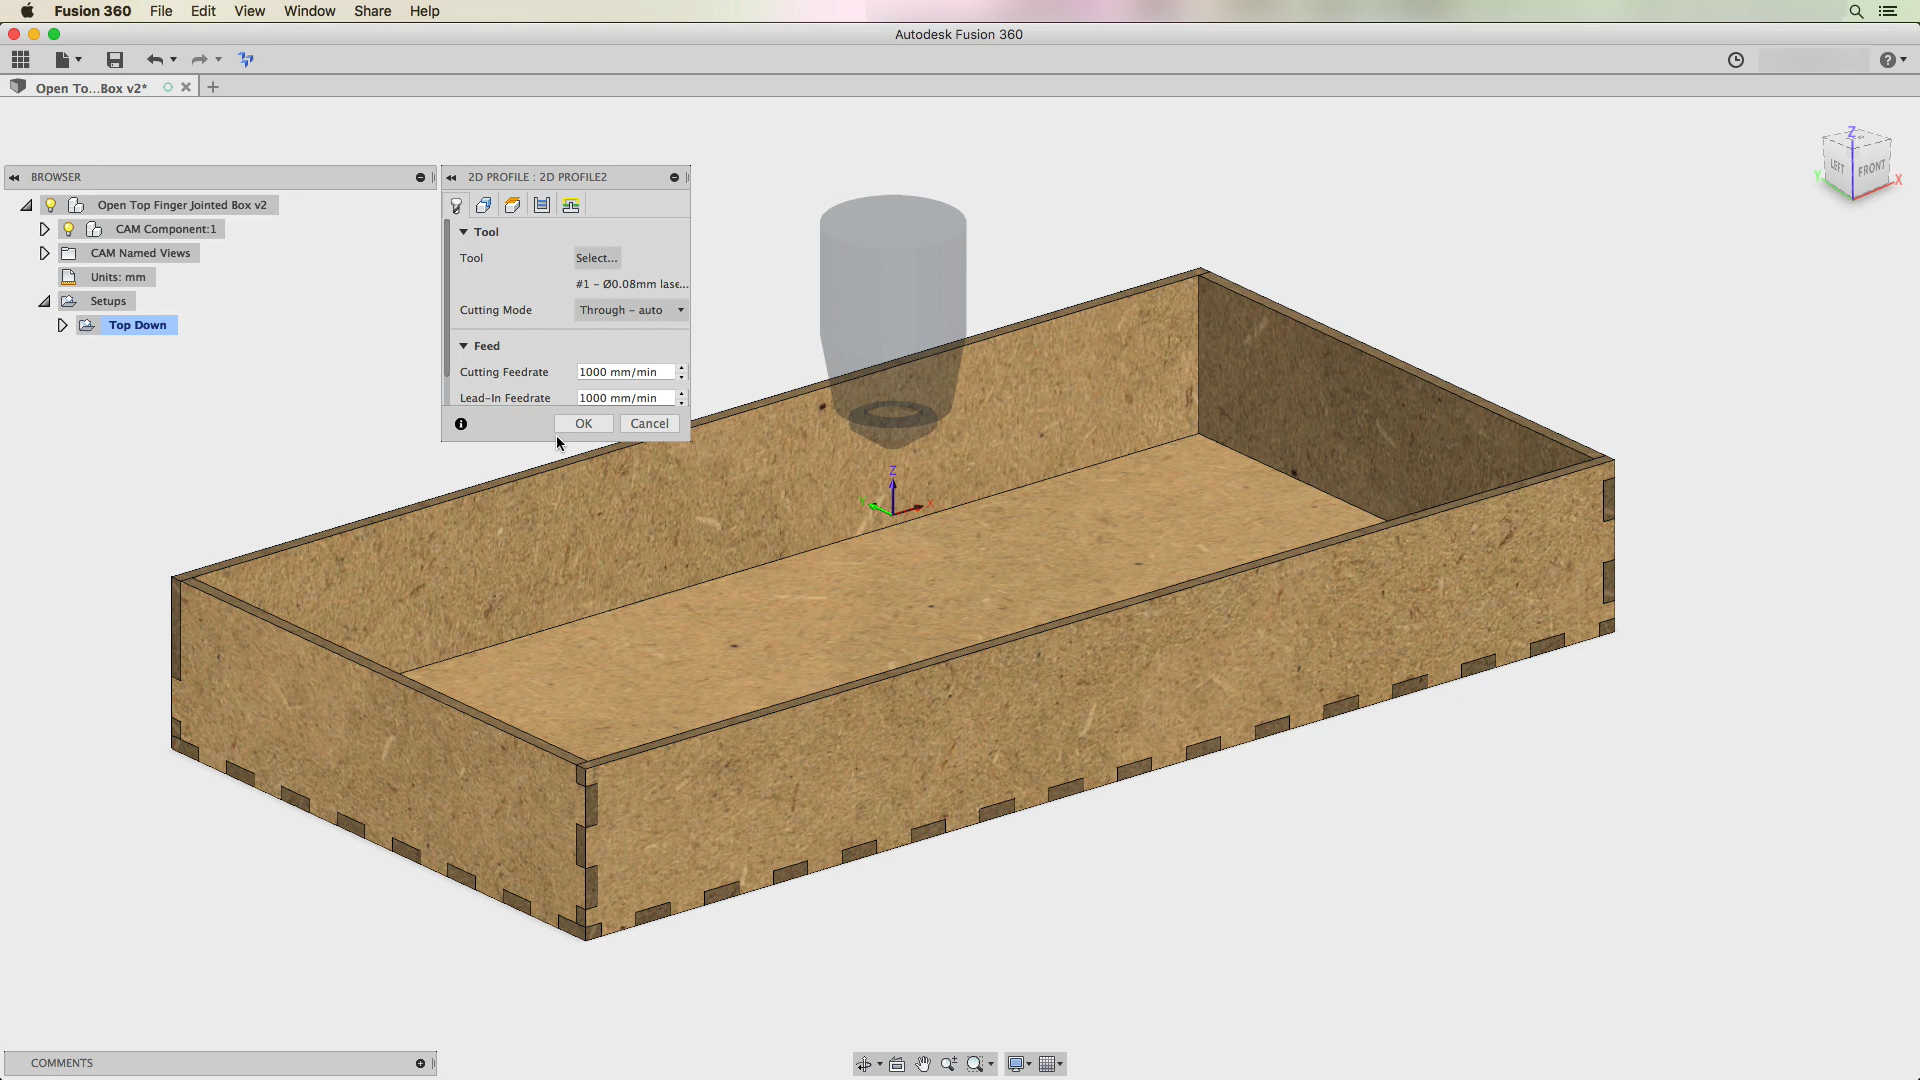 Fusion 360 File Edit View Window Share Help
Autodesk Fusion 360
Open To...Box v2*
BROWSER
Open Top Finger Jointed Box v2
CAM Component:1
CAM Named Views
Units: mm
Setups
Top Down
2D PROFILE : 2D PROFILE2
Tool
Tool Select...
#1 - Ø0.08mm lase...
Cutting Mode Through - auto
Feed
Cutting Feedrate 1000 mm/min
Lead-In Feedrate 1000 mm/min
OK Cancel
Z
Y X
Z
LEFT FRONT
Y X
COMMENTS